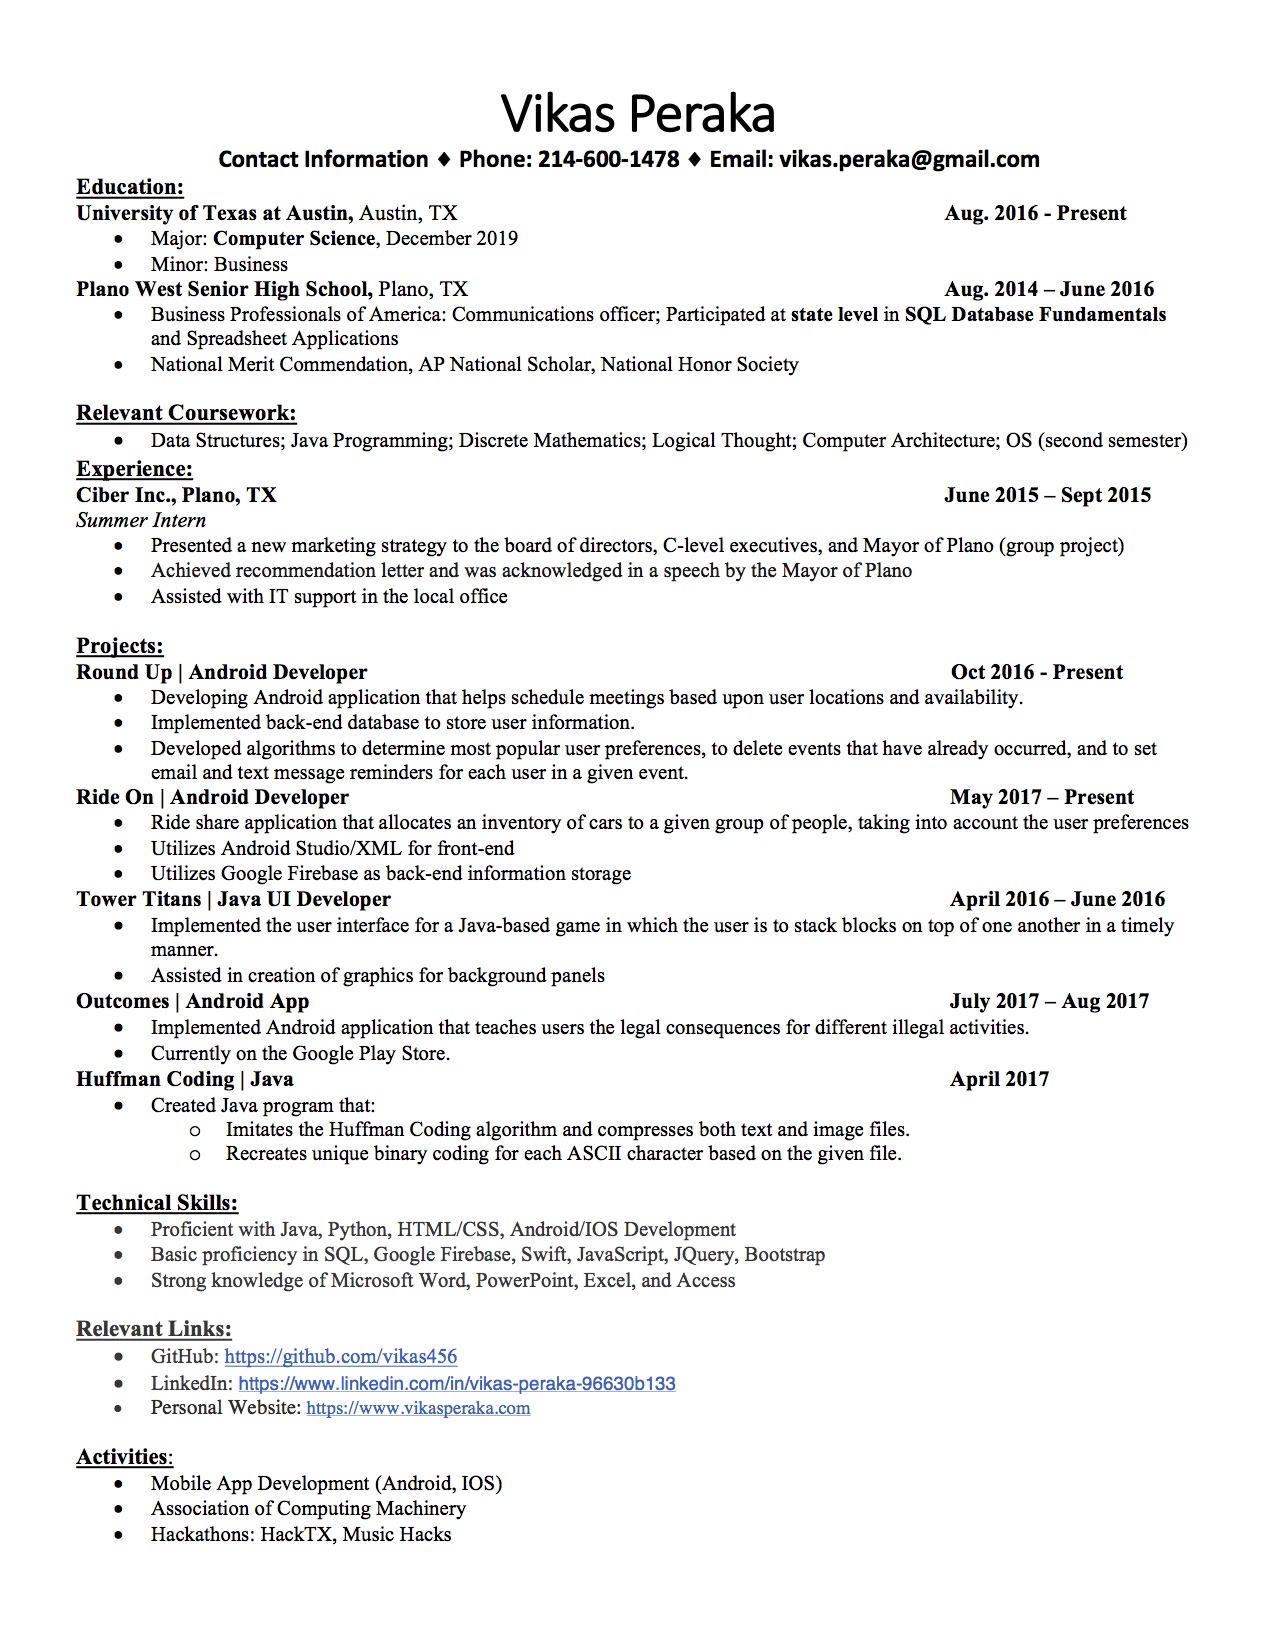 Vikas Peraka
Contact Information ♦ Phone: 214-600-1478 ♦ Email: vikas.peraka@gmail.com
Education:
University of Texas at Austin, Austin, TX Aug. 2016 - Present
• Major: Computer Science, December 2019
• Minor: Business
Plano West Senior High School, Plano, TX Aug. 2014 – June 2016
• Business Professionals of America: Communications officer; Participated at state level in SQL Database Fundamentals
and Spreadsheet Applications
• National Merit Commendation, AP National Scholar, National Honor Society
Relevant Coursework:
• Data Structures; Java Programming; Discrete Mathematics; Logical Thought; Computer Architecture; OS (second semester)
Experience:
Ciber Inc., Plano, TX June 2015 – Sept 2015
Summer Intern
• Presented a new marketing strategy to the board of directors, C-level executives, and Mayor of Plano (group project)
• Achieved recommendation letter and was acknowledged in a speech by the Mayor of Plano
• Assisted with IT support in the local office
Projects:
Round Up | Android Developer Oct 2016 - Present
• Developing Android application that helps schedule meetings based upon user locations and availability.
• Implemented back-end database to store user information.
• Developed algorithms to determine most popular user preferences, to delete events that have already occurred, and to set
email and text message reminders for each user in a given event.
Ride On | Android Developer May 2017 – Present
• Ride share application that allocates an inventory of cars to a given group of people, taking into account the user preferences
• Utilizes Android Studio/XML for front-end
• Utilizes Google Firebase as back-end information storage
Tower Titans | Java UI Developer April 2016 – June 2016
• Implemented the user interface for a Java-based game in which the user is to stack blocks on top of one another in a timely
manner.
• Assisted in creation of graphics for background panels
Outcomes | Android App July 2017 – Aug 2017
• Implemented Android application that teaches users the legal consequences for different illegal activities.
• Currently on the Google Play Store.
Huffman Coding | Java April 2017
• Created Java program that:
o Imitates the Huffman Coding algorithm and compresses both text and image files.
o Recreates unique binary coding for each ASCII character based on the given file.
Technical Skills:
• Proficient with Java, Python, HTML/CSS, Android/IOS Development
• Basic proficiency in SQL, Google Firebase, Swift, JavaScript, JQuery, Bootstrap
• Strong knowledge of Microsoft Word, PowerPoint, Excel, and Access
Relevant Links:
• GitHub: https://github.com/vikas456
• LinkedIn: https://www.linkedin.com/in/vikas-peraka-96630b133
• Personal Website: https://www.vikasperaka.com
Activities:
• Mobile App Development (Android, IOS)
• Association of Computing Machinery
• Hackathons: HackTX, Music Hacks